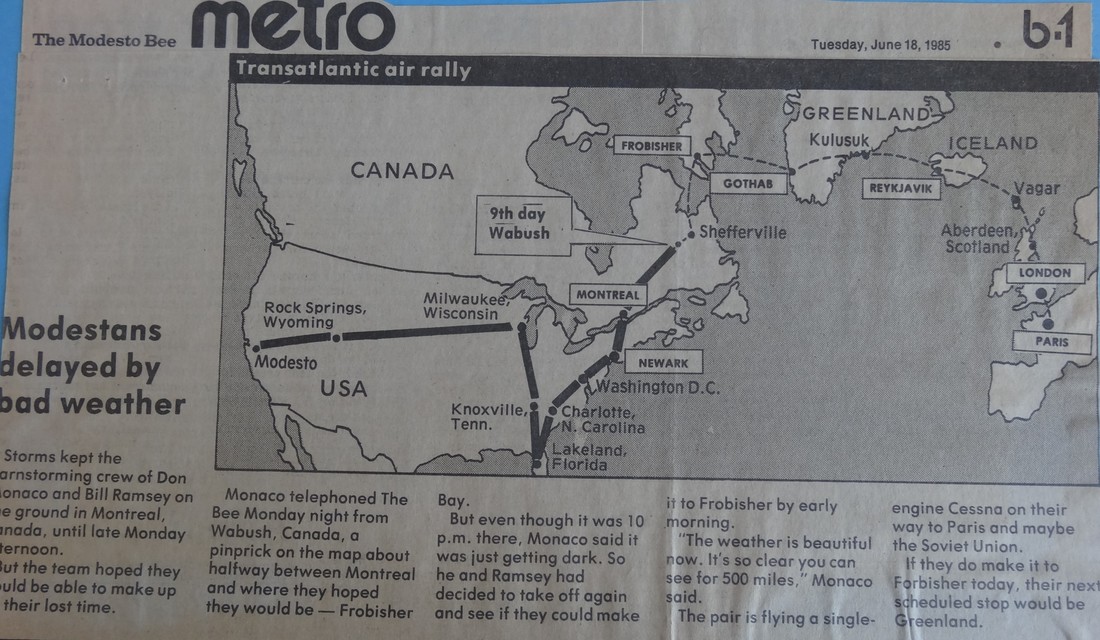 The Modesto Bee
metro
Tuesday, June 18, 1985
b-1
Transatlantic air rally
GREENLAND
Kulusuk
ICELAND
FROBISHER
CANADA
GOTHAB
REYKJAVIK
Vagar
9th day
Wabush
Shefferville
Aberdeen,
Scotland
LONDON
MONTREAL
Milwaukee,
Wisconsin
Rock Springs,
Wyoming
PARIS
Modesto
NEWARK
USA
Washington D.C.
Knoxville,
Tenn.
Charlotte,
N. Carolina
Lakeland,
Florida
Modestans
delayed by
bad weather
Storms kept the
arnstorming crew of Don
onaco and Bill Ramsey on
e ground in Montreal,
anada, until late Monday
ternoon.
But the team hoped they
uld be able to make up
their lost time.
Monaco telephoned The
Bee Monday night from
Wabush, Canada, a
pinprick on the map about
halfway between Montreal
and where they hoped
they would be — Frobisher
Bay.
But even though it was 10
p.m. there, Monaco said it
was just getting dark. So
he and Ramsey had
decided to take off again
and see if they could make
it to Frobisher by early
morning.
"The weather is beautiful
now. It's so clear you can
see for 500 miles," Monaco
said.
The pair is flying a single-
engine Cessna on their
way to Paris and maybe
the Soviet Union.
If they do make it to
Forbisher today, their next
scheduled stop would be
Greenland.